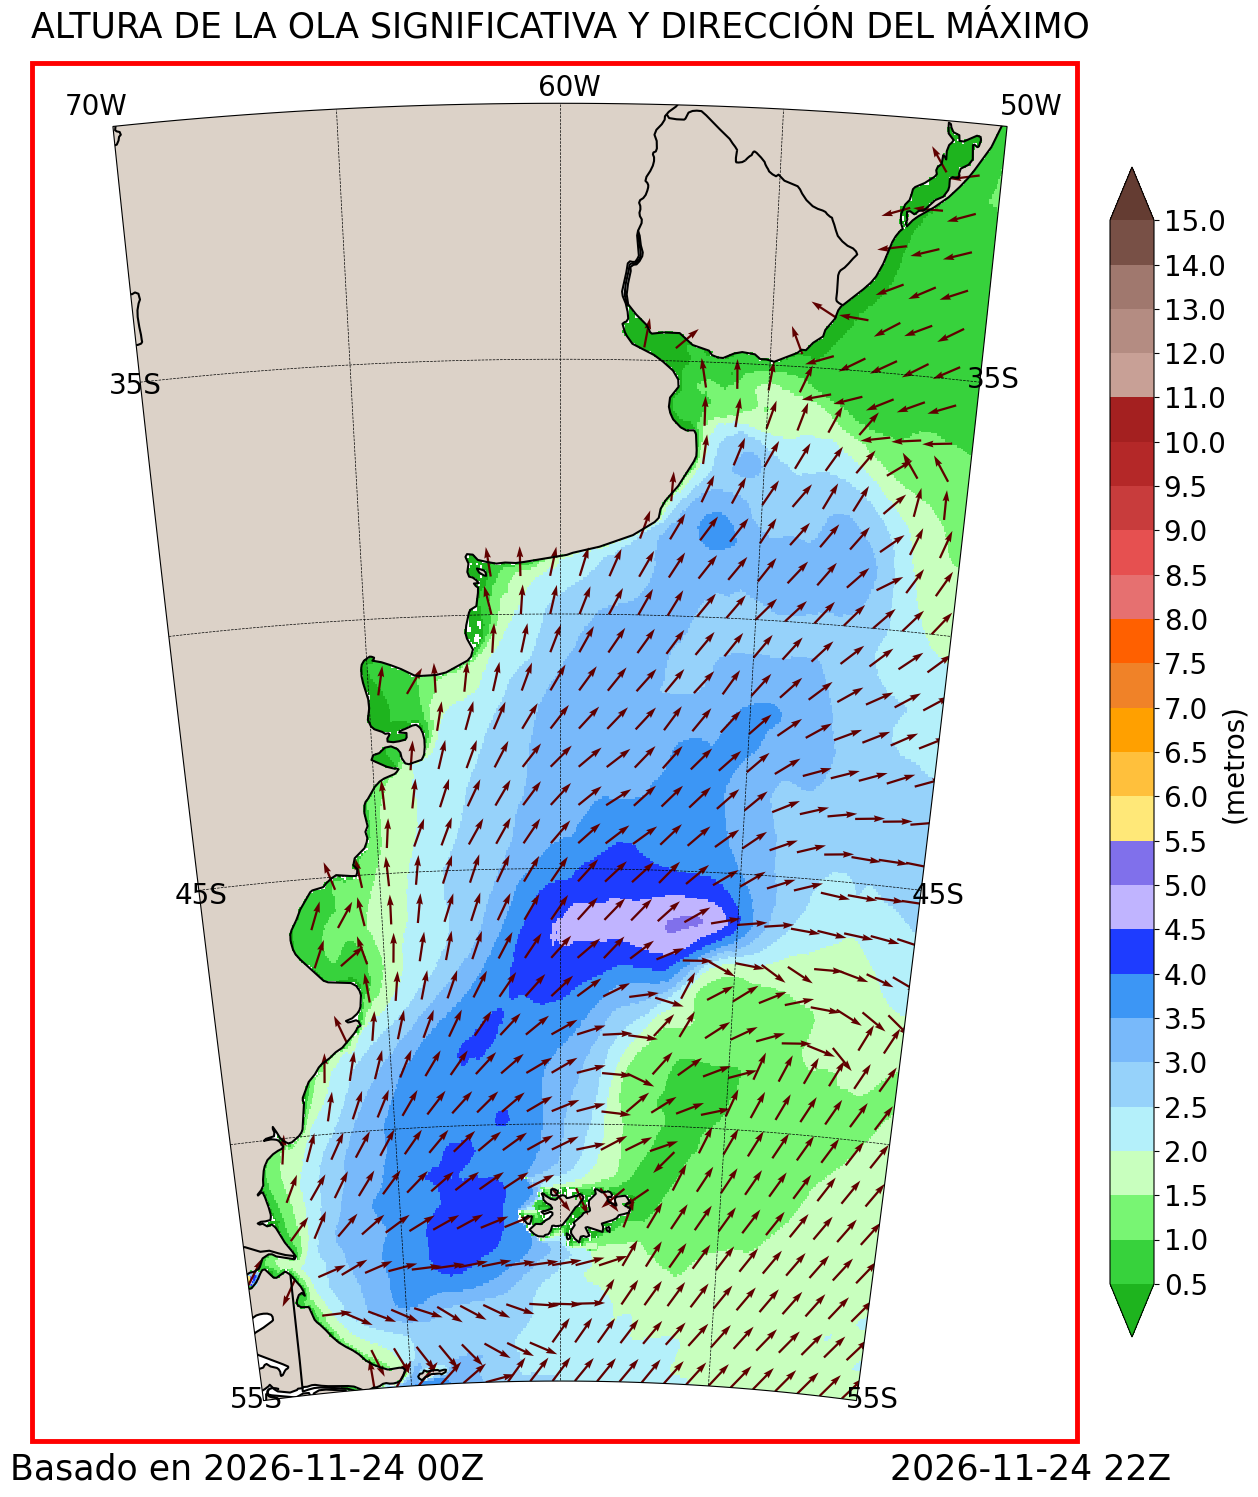 ALTURA DE LA OLA SIGNIFICATIVA Y DIRECCIÓN DEL MÁXIMO
70W
60W
50W
35S
35S
45S
45S
55S
55S
15.0
14.0
13.0
12.0
11.0
10.0
9.5
9.0
8.5
8.0
7.5
7.0
6.5
6.0
5.5
5.0
4.5
4.0
3.5
3.0
2.5
2.0
1.5
1.0
0.5
(metros)
Basado en 2026-11-24 00Z
2026-11-24 22Z